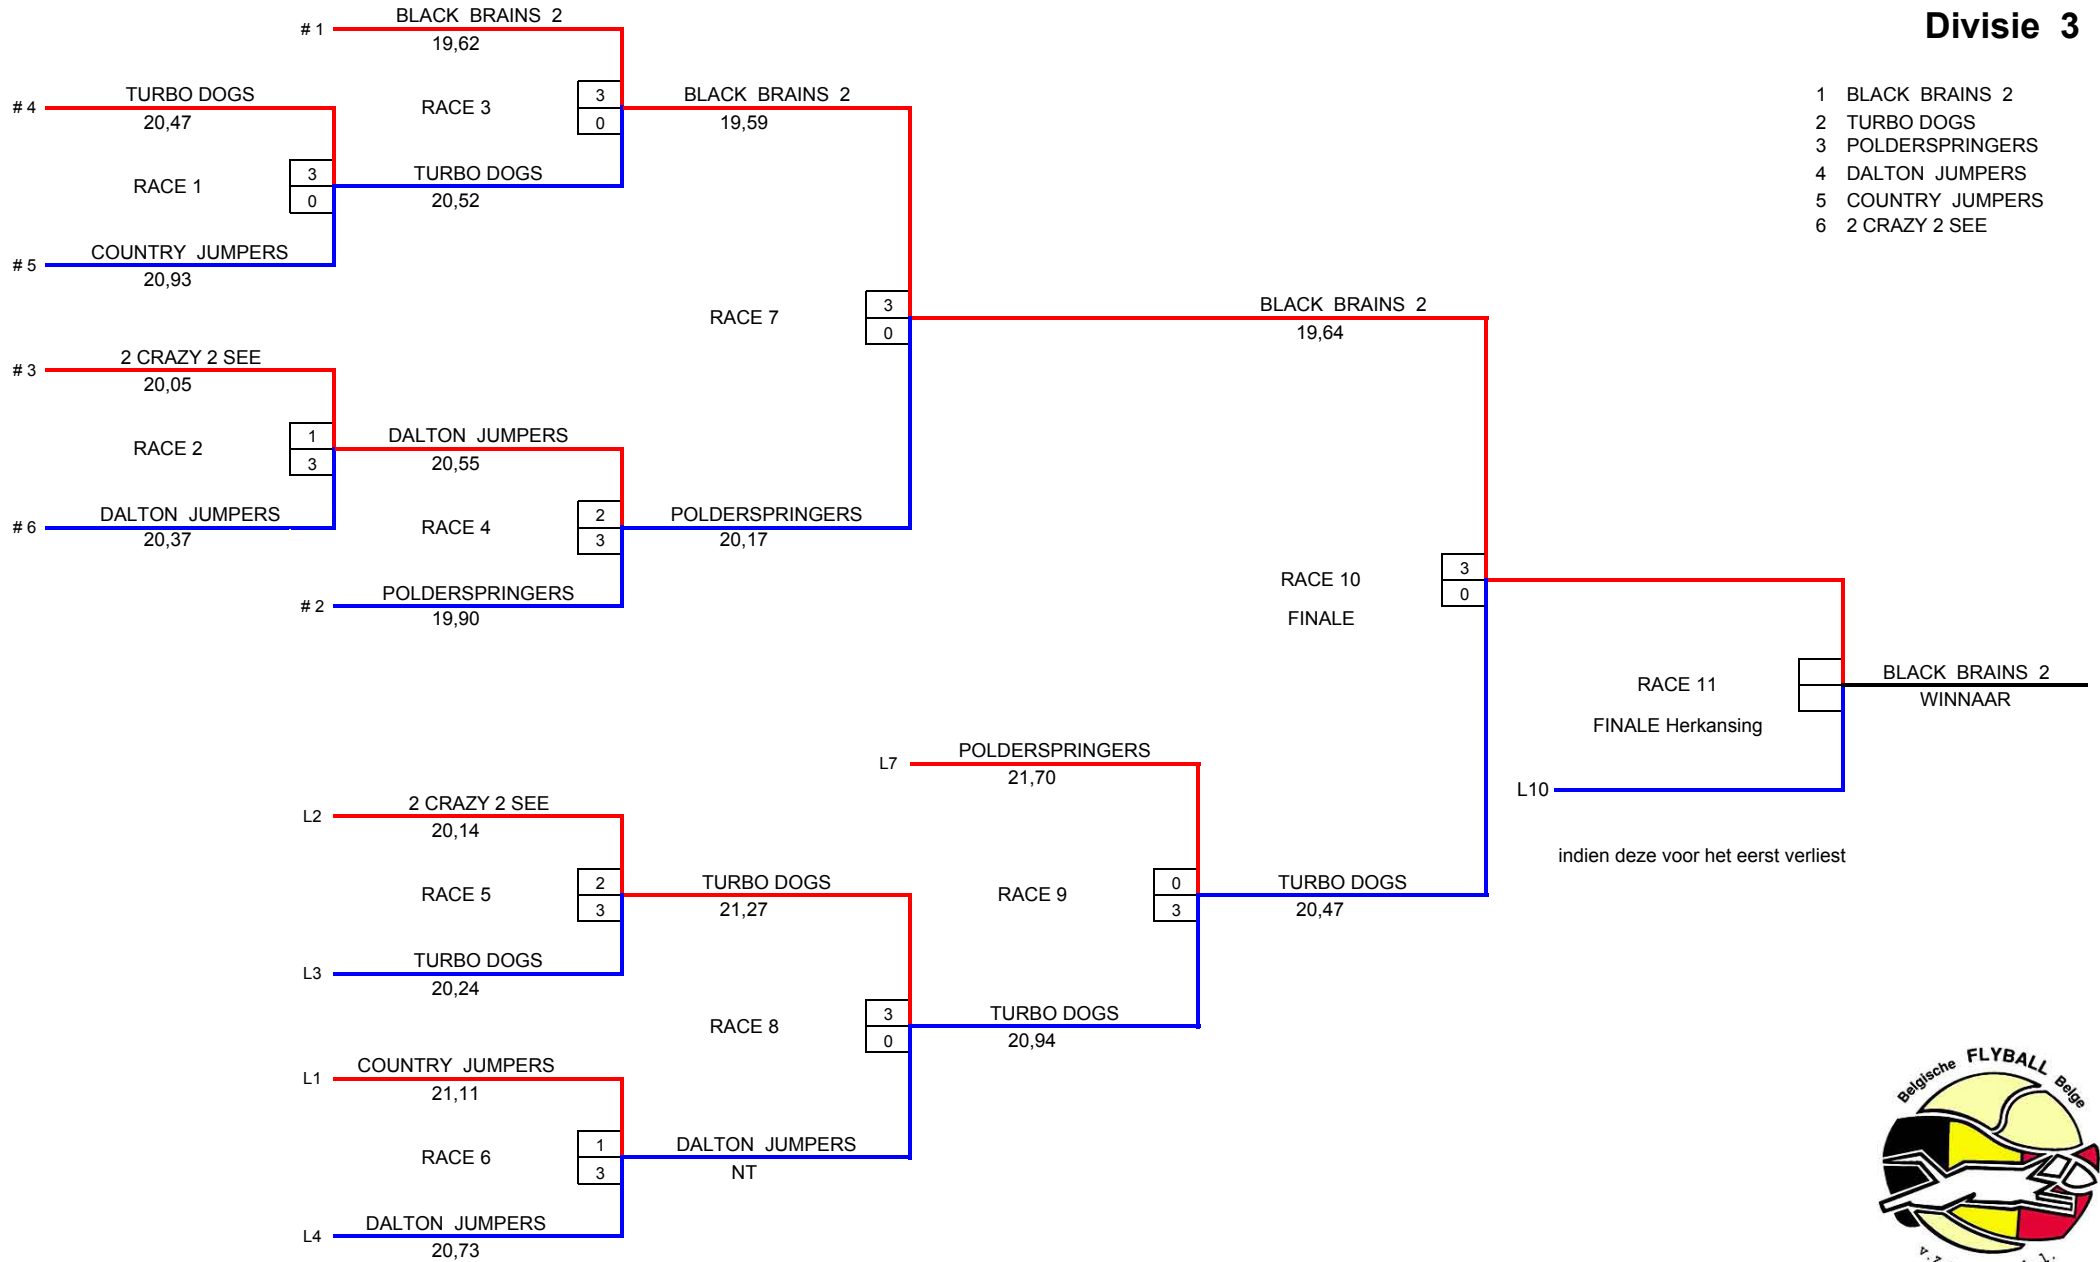 Divisie 3
1 BLACK BRAINS 2
2 TURBO DOGS
3 POLDERSPRINGERS
4 DALTON JUMPERS
5 COUNTRY JUMPERS
6 2 CRAZY 2 SEE
# 1 BLACK BRAINS 2
19,62
# 4 TURBO DOGS
20,47
RACE 1
3
0
# 5 COUNTRY JUMPERS
20,93
RACE 3
3
0
TURBO DOGS
20,52
BLACK BRAINS 2
19,59
# 3 2 CRAZY 2 SEE
20,05
RACE 2
1
3
# 6 DALTON JUMPERS
20,37
DALTON JUMPERS
20,55
RACE 4
2
3
# 2 POLDERSPRINGERS
19,90
POLDERSPRINGERS
20,17
RACE 7
3
0
BLACK BRAINS 2
19,64
RACE 10
FINALE
3
0
RACE 11
FINALE Herkansing
BLACK BRAINS 2
WINNAAR
L10
indien deze voor het eerst verliest
L7 POLDERSPRINGERS
21,70
RACE 9
0
3
TURBO DOGS
20,47
L2 2 CRAZY 2 SEE
20,14
RACE 5
2
3
L3 TURBO DOGS
20,24
TURBO DOGS
21,27
RACE 8
3
0
TURBO DOGS
20,94
L1 COUNTRY JUMPERS
21,11
RACE 6
1
3
L4 DALTON JUMPERS
20,73
DALTON JUMPERS
NT
Belgische FLYBALL Belge